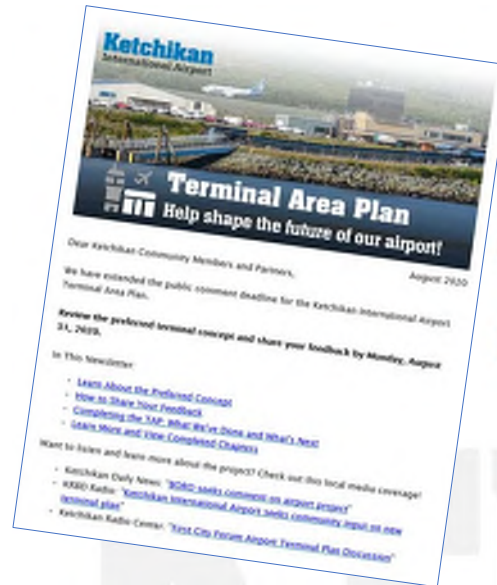 Ketchikan
International Airport
Terminal Area Plan
Help shape the future of our airport!
August 2020
Dear Ketchikan Community Members and Partners,
We have extended the public comment deadline for the Ketchikan International Airport
Terminal Area Plan.
Review the preferred terminal concept and share your feedback by Monday, August
31, 2020.
In This Newsletter
- Learn About the Preferred Concept
- How to Share Your Feedback
- Completing the TAP: What We've Done and What's Next
- Learn More and View Completed Chapters
Want to listen and learn more about the project? Check out this local media coverage!
- Ketchikan Daily News: "BORO seeks comment on airport project"
- KRBD Radio: "Ketchikan International Airport seeks community input on new
terminal plan"
- Ketchikan Radio Center: "First City Forum Airport Terminal Plan Discussion"